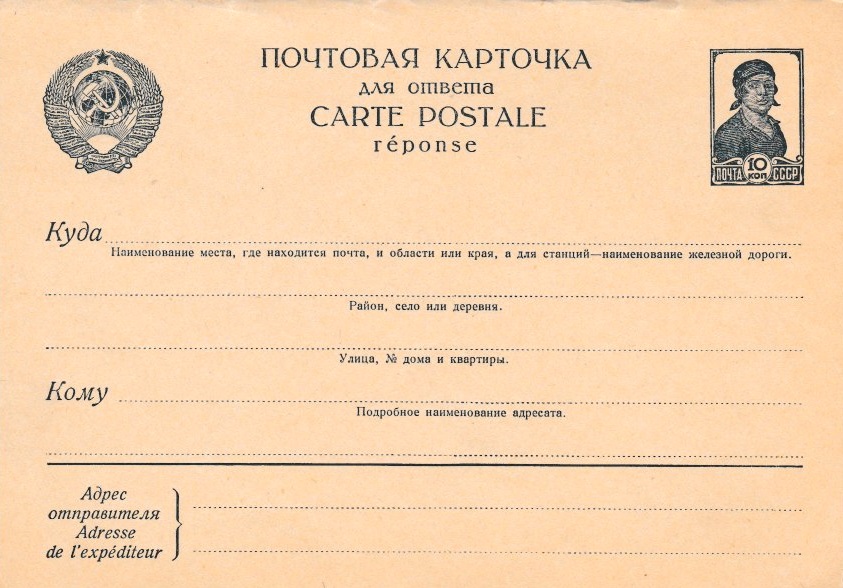 ПОЧТОВАЯ КАРТОЧКА
для ответа
CARTE POSTALE
réponse
ПОЧТА 10 КОП СССР
Куда
Наименование места, где находится почта, и области или края, а для станций—наименование железной дороги.
Район, село или деревня.
Улица, № дома и квартиры.
Кому
Подробное наименование адресата.
Адрес
отправителя
Adresse
de l'expéditeur